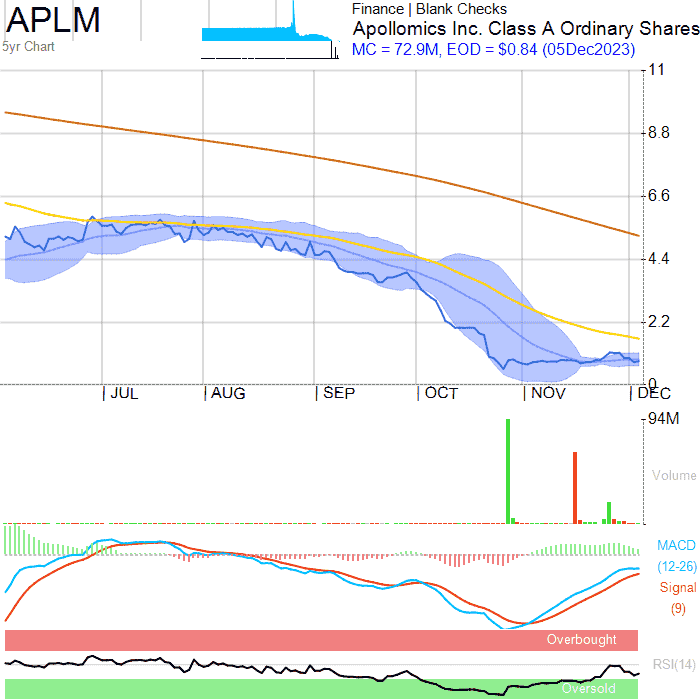 APLM
5yr Chart
Finance | Blank Checks
Apollomics Inc. Class A Ordinary Shares
MC = 72.9M, EOD = $0.84 (05Dec2023)
11
8.8
6.6
4.4
2.2
0
JUL AUG SEP OCT NOV DEC
94M
Volume
MACD
(12-26)
Signal
(9)
Overbought
RSI(14)
Oversold